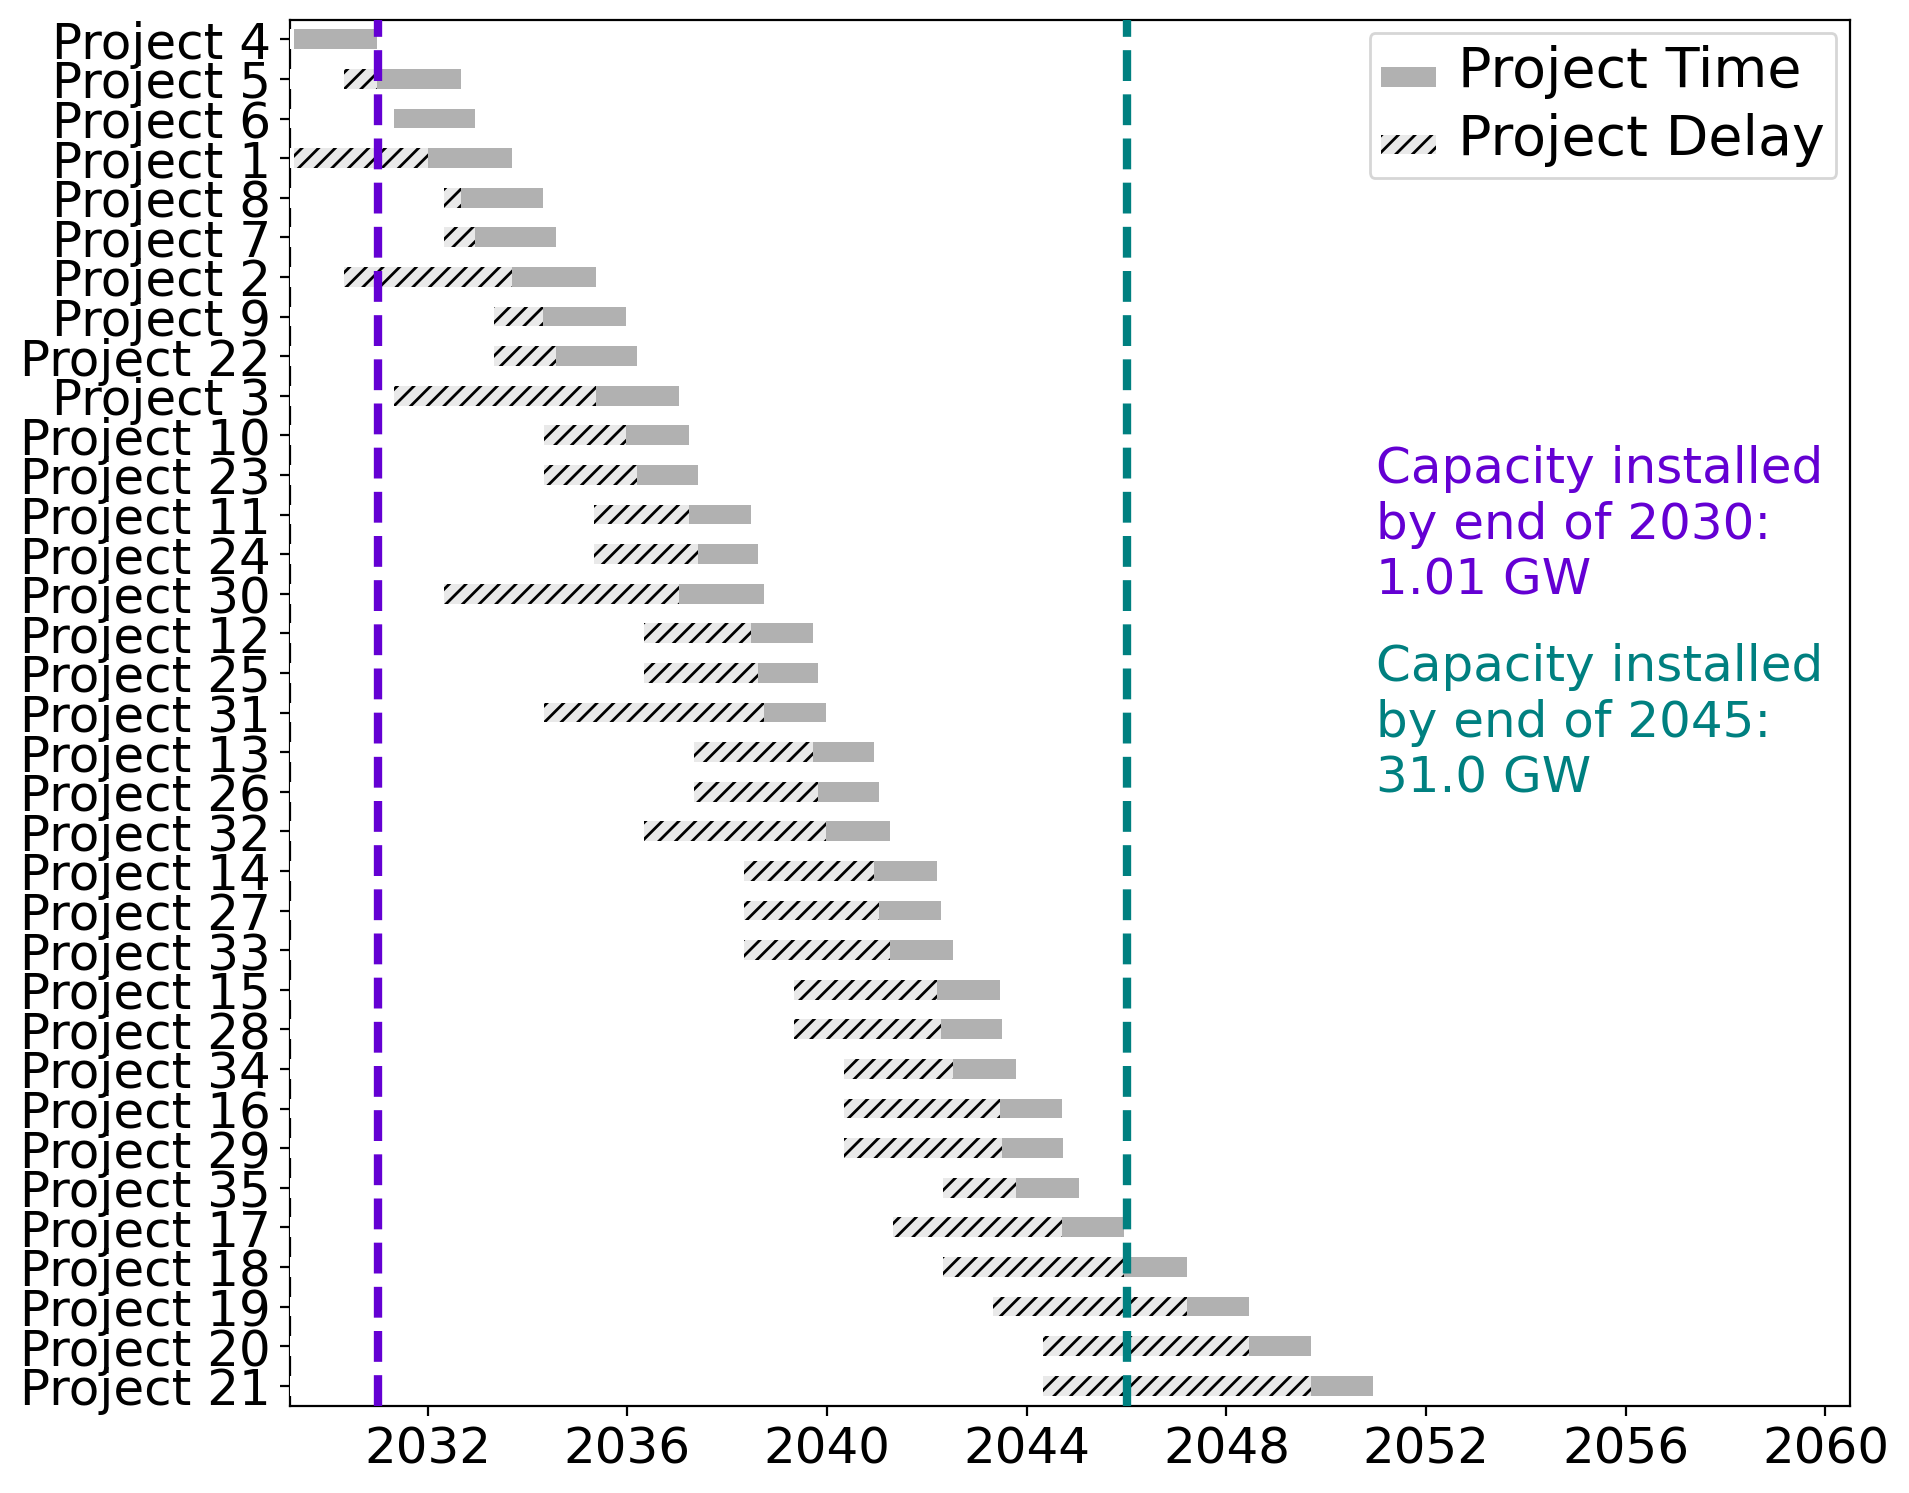 Project 4
Project 5
Project 6
Project 1
Project 8
Project 7
Project 2
Project 9
Project 22
Project 3
Project 10
Project 23
Project 11
Project 24
Project 30
Project 12
Project 25
Project 31
Project 13
Project 26
Project 32
Project 14
Project 27
Project 33
Project 15
Project 28
Project 34
Project 16
Project 29
Project 35
Project 17
Project 18
Project 19
Project 20
Project 21
Project Time
Project Delay
Capacity installed
by end of 2030:
1.01 GW
Capacity installed
by end of 2045:
31.0 GW
2032 2036 2040 2044 2048 2052 2056 2060